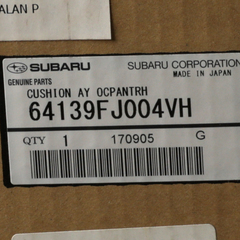 ALAN P
SUBARU
SUBARU CORPORATION
GENUINE PARTS
MADE IN JAPAN
CUSHION AY OCPANTRH
64139FJ004VH
QTY 1 170905 G